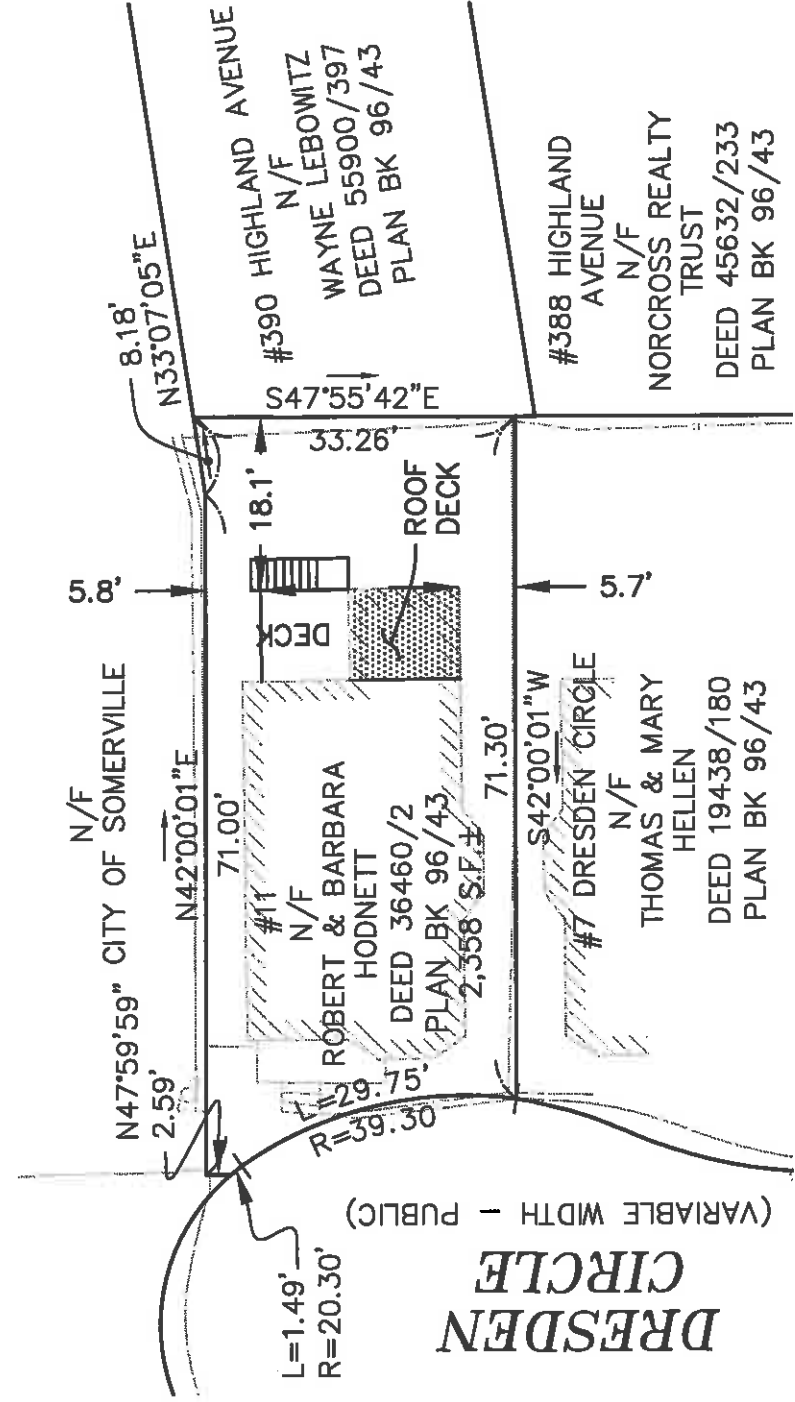 N/F
CITY OF SOMERVILLE
N47°59'59"
2.59'
N42°00'01"E
71.00'
5.8'
8.18'
N33°07'05"E
#390 HIGHLAND AVENUE
N/F
WAYNE LEBOWITZ
DEED 55900/397
PLAN BK 96/43
S47°55'42"E
33.26'
18.1'
DECK
ROOF
DECK
#11
N/F
ROBERT & BARBARA
HODNETT
DEED 36460/2
PLAN BK 96/43
2,358 S.F.±
71.30'
S42°00'01"W
5.7'
L=29.75'
R=39.30
L=1.49'
R=20.30'
#7 DRESDEN CIRCLE
N/F
THOMAS & MARY
HELLEN
DEED 19438/180
PLAN BK 96/43
#388 HIGHLAND
AVENUE
N/F
NORCROSS REALTY
TRUST
DEED 45632/233
PLAN BK 96/43
DRESDEN
CIRCLE
(VARIABLE WIDTH - PUBLIC)